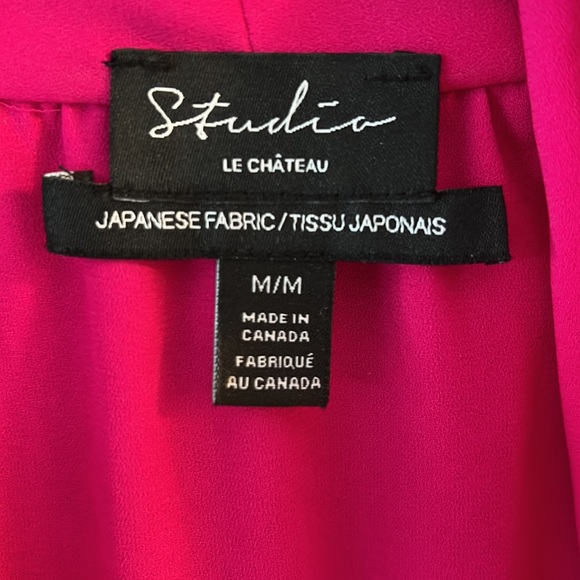 Studio
LE CHÂTEAU
JAPANESE FABRIC/TISSU JAPONAIS
M/M
MADE IN
CANADA
FABRIQUÉ
AU CANADA